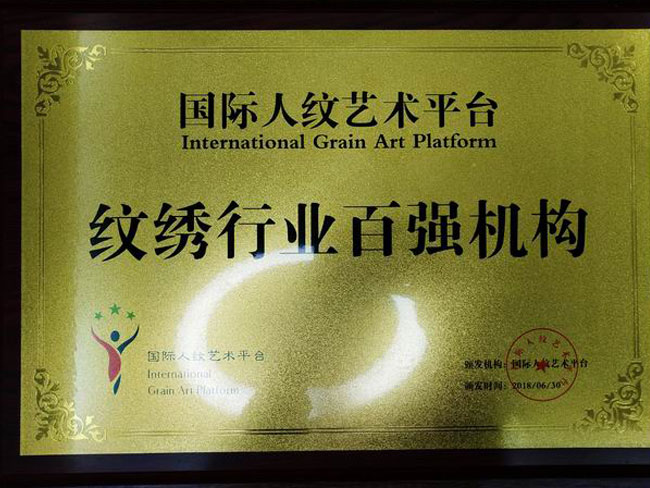 国际人纹艺术平台
International Grain Art Platform
纹绣行业百强机构
国际人纹艺术平台
International
Grain Art Platform
颁发机构：国际人纹艺术平台
颁发时间：2018/06/30